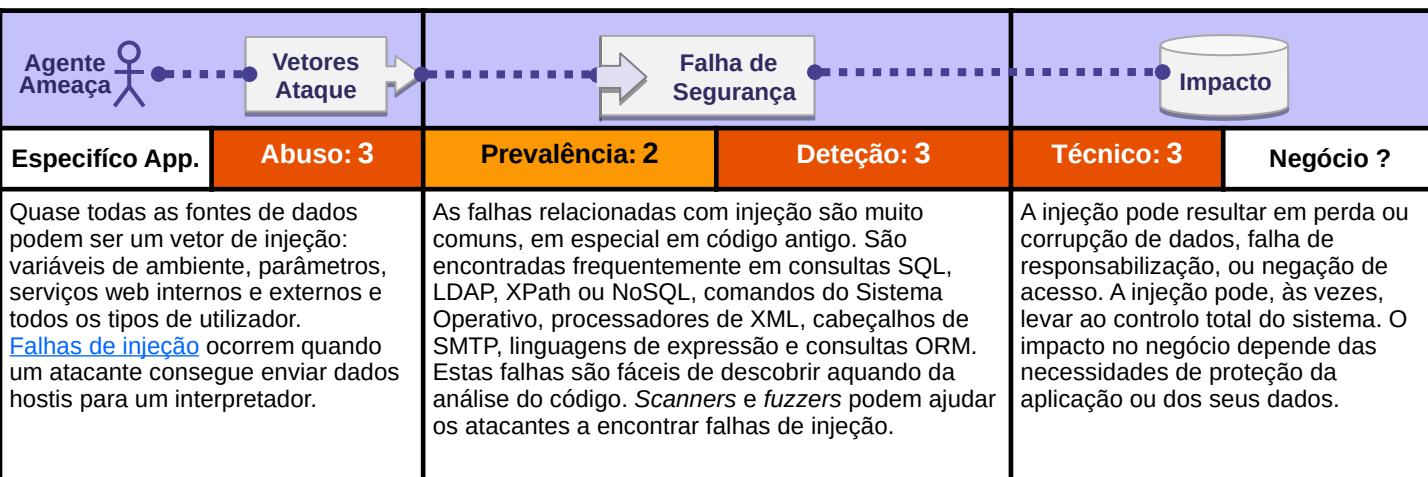 Agente
Ameaça
Vetores
Ataque
Falha de
Segurança
Impacto
Especifíco App.
Abuso: 3
Prevalência: 2
Deteção: 3
Técnico: 3
Negócio ?
Quase todas as fontes de dados
podem ser um vetor de injeção:
variáveis de ambiente, parâmetros,
serviços web internos e externos e
todos os tipos de utilizador.
Falhas de injeção ocorrem quando
um atacante consegue enviar dados
hostis para um interpretador.
As falhas relacionadas com injeção são muito
comuns, em especial em código antigo. São
encontradas frequentemente em consultas SQL,
LDAP, XPath ou NoSQL, comandos do Sistema
Operativo, processadores de XML, cabeçalhos de
SMTP, linguagens de expressão e consultas ORM.
Estas falhas são fáceis de descobrir aquando da
análise do código. Scanners e fuzzers podem ajudar
os atacantes a encontrar falhas de injeção.
A injeção pode resultar em perda ou
corrupção de dados, falha de
responsabilização, ou negação de
acesso. A injeção pode, às vezes,
levar ao controlo total do sistema. O
impacto no negócio depende das
necessidades de proteção da
aplicação ou dos seus dados.